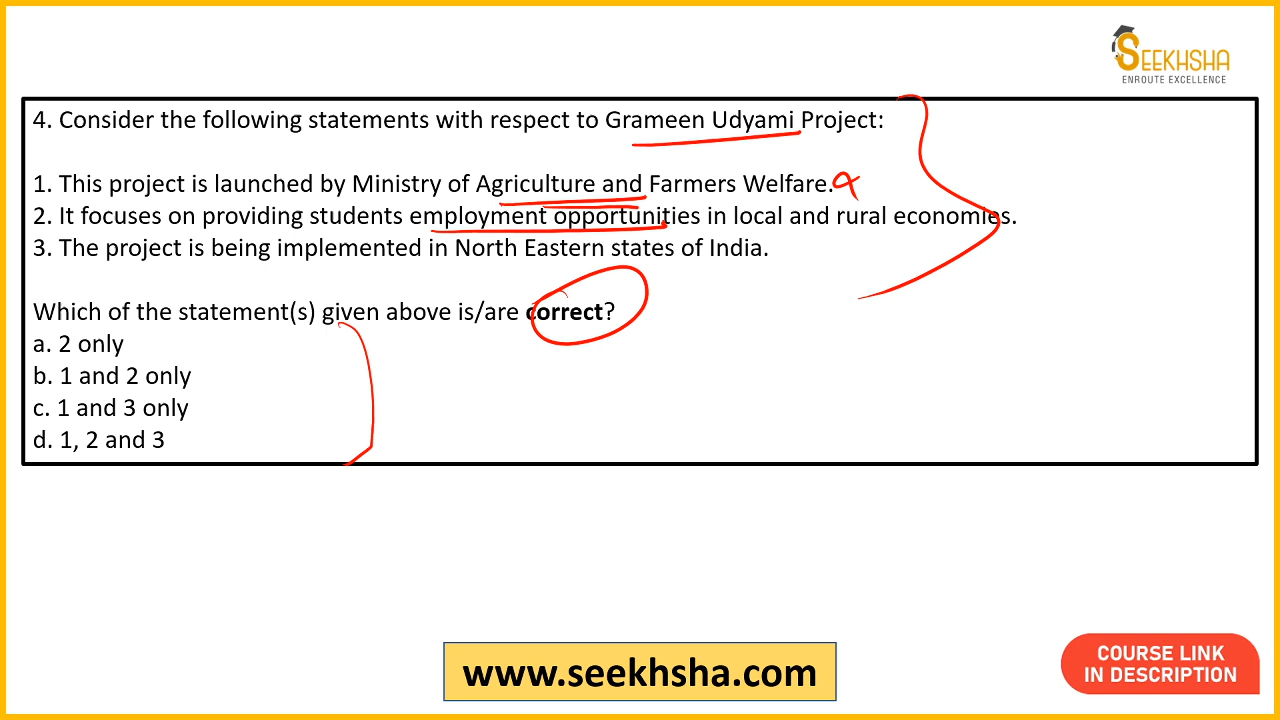 SEEKHSHA
ENROUTE EXCELLENCE
4. Consider the following statements with respect to Grameen Udyami Project:
1. This project is launched by Ministry of Agriculture and Farmers Welfare.
2. It focuses on providing students employment opportunities in local and rural economies.
3. The project is being implemented in North Eastern states of India.
Which of the statement(s) given above is/are correct?
a. 2 only
b. 1 and 2 only
c. 1 and 3 only
d. 1, 2 and 3
www.seekhsha.com
COURSE LINK
IN DESCRIPTION